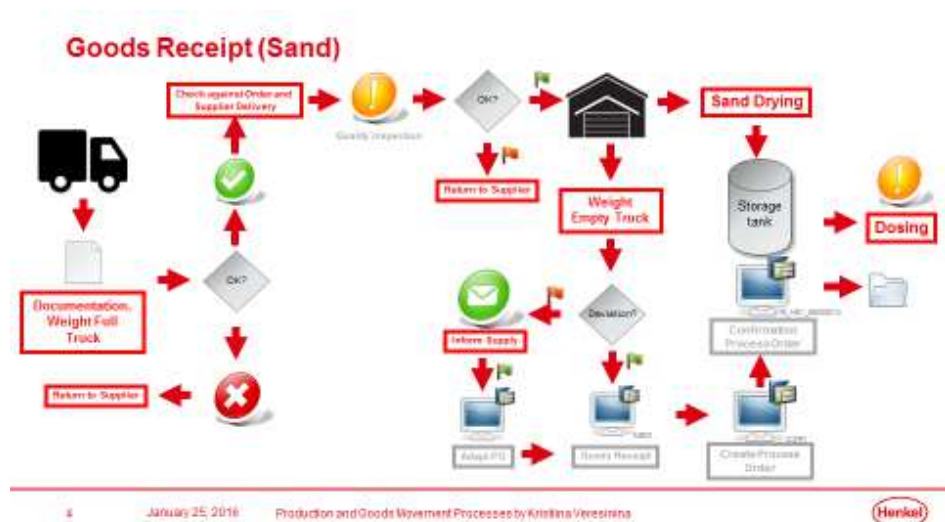 Goods Receipt (Sand)
Check against Order and
Supplier Delivery
Quality Inspection
OK?
Sand Drying
Return to Supplier
Weight
Empty Truck
Storage
tank
Dosing
OK?
Documentation,
Weight Full
Truck
Deviation?
Inform Supply
Confirmation
Process Order
Return to Supplier
Adapt PO
Goods Receipt
Create Process
Order
4
January 25, 2016
Production and Goods Movement Processes by Kristiina Veresinina
Henkel